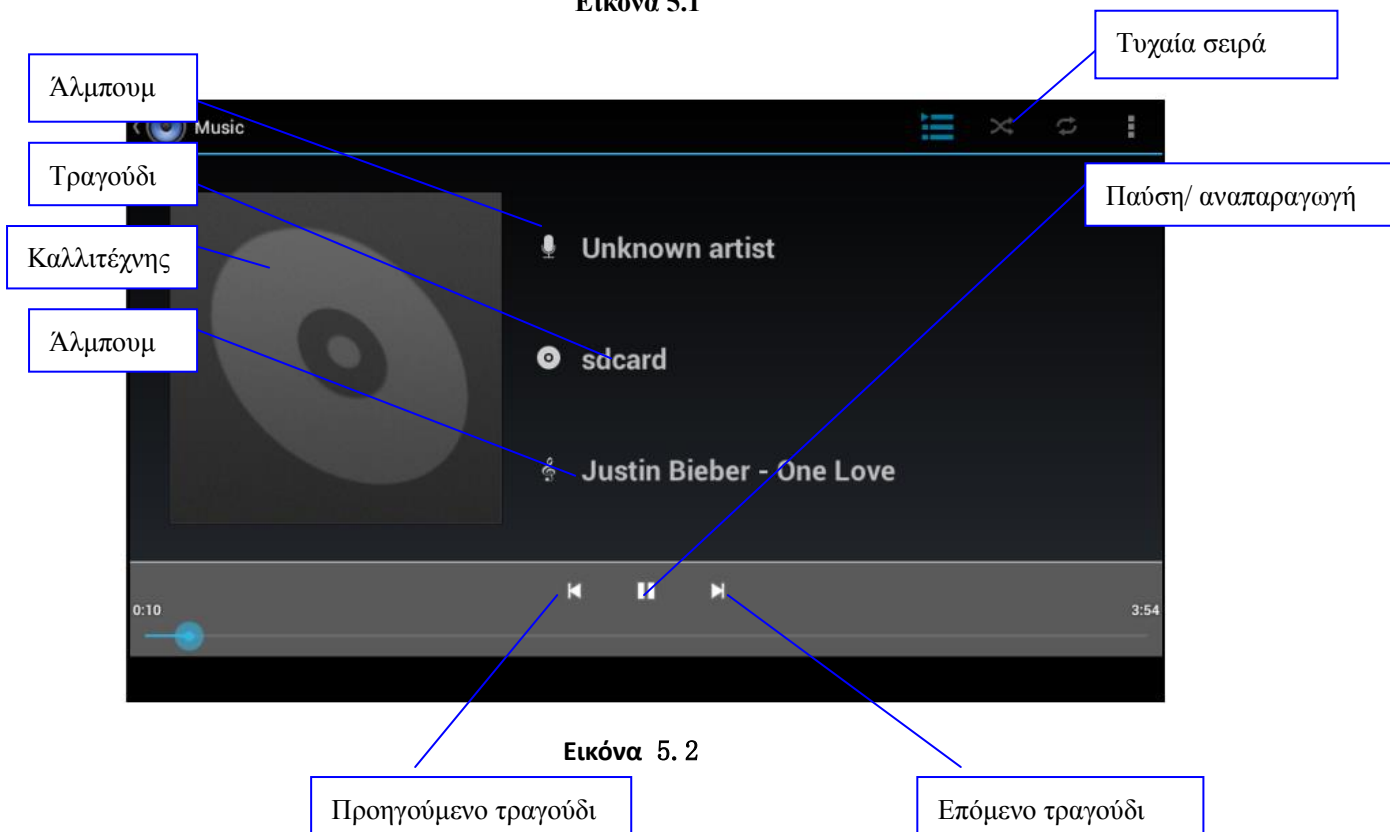 Εικόνα 5.1
Τυχαία σειρά
Άλμπουμ
Music
Τραγούδι
Παύση/ αναπαραγωγή
Καλλιτέχνης
Unknown artist
Άλμπουμ
sdcard
Justin Bieber - One Love
0:10
3:54
Εικόνα 5.2
Προηγούμενο τραγούδι
Επόμενο τραγούδι